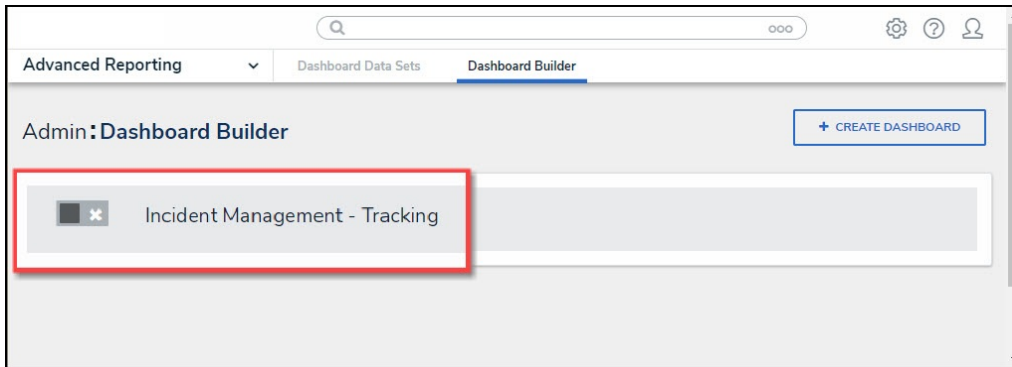 Advanced Reporting
Dashboard Data Sets
Dashboard Builder
Admin:Dashboard Builder
+ CREATE DASHBOARD
Incident Management - Tracking